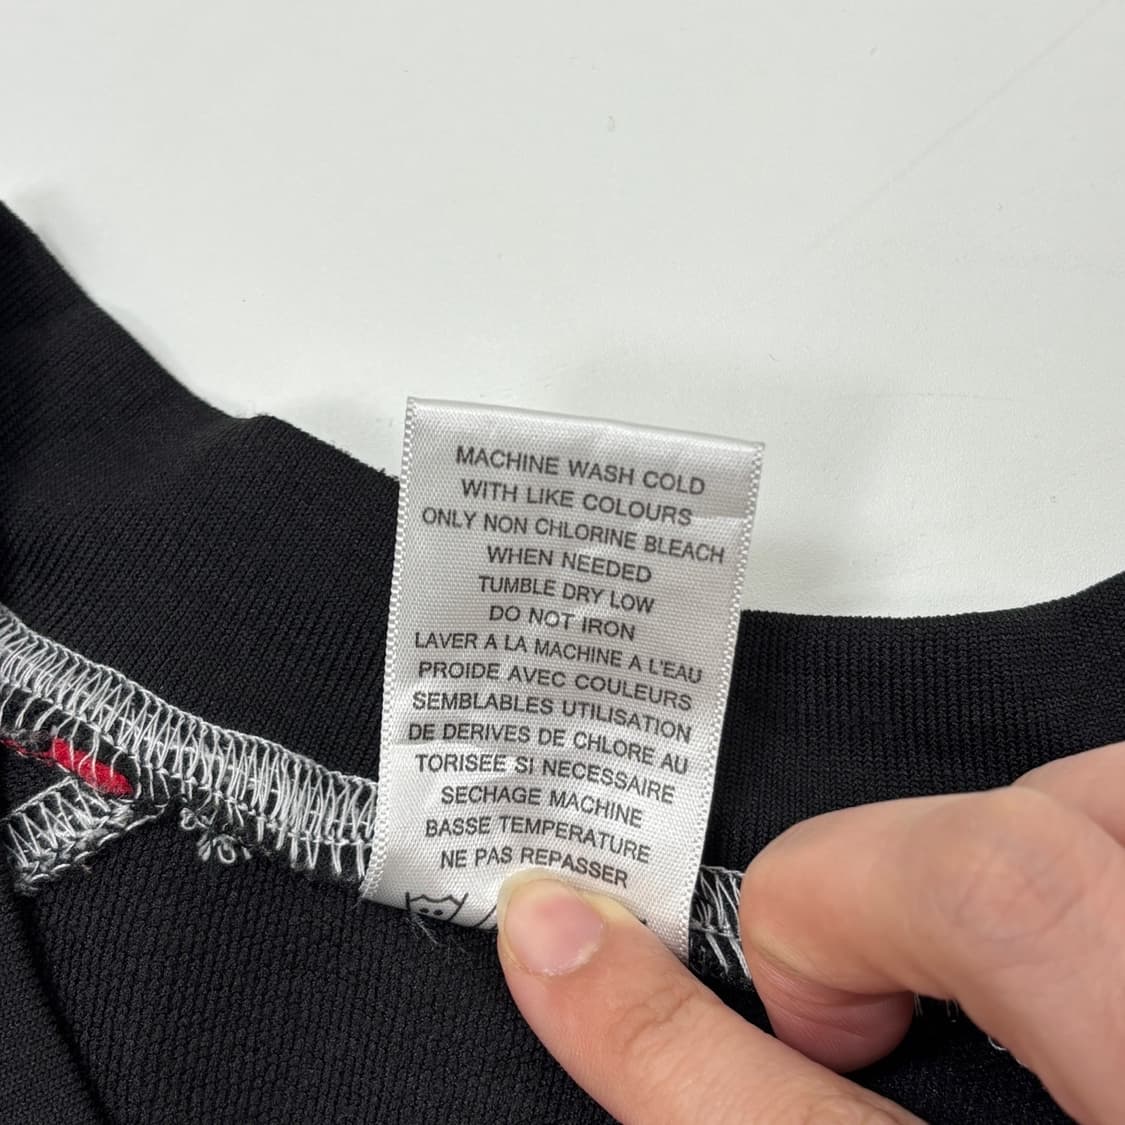 MACHINE WASH COLD
WITH LIKE COLOURS
ONLY NON CHLORINE BLEACH
WHEN NEEDED
TUMBLE DRY LOW
DO NOT IRON
LAVER A LA MACHINE A L'EAU
PROIDE AVEC COULEURS
SEMBLABLES UTILISATION
DE DERIVES DE CHLORE AU
TORISEE SI NECESSAIRE
SECHAGE MACHINE
BASSE TEMPERATURE
NE PAS REPASSER